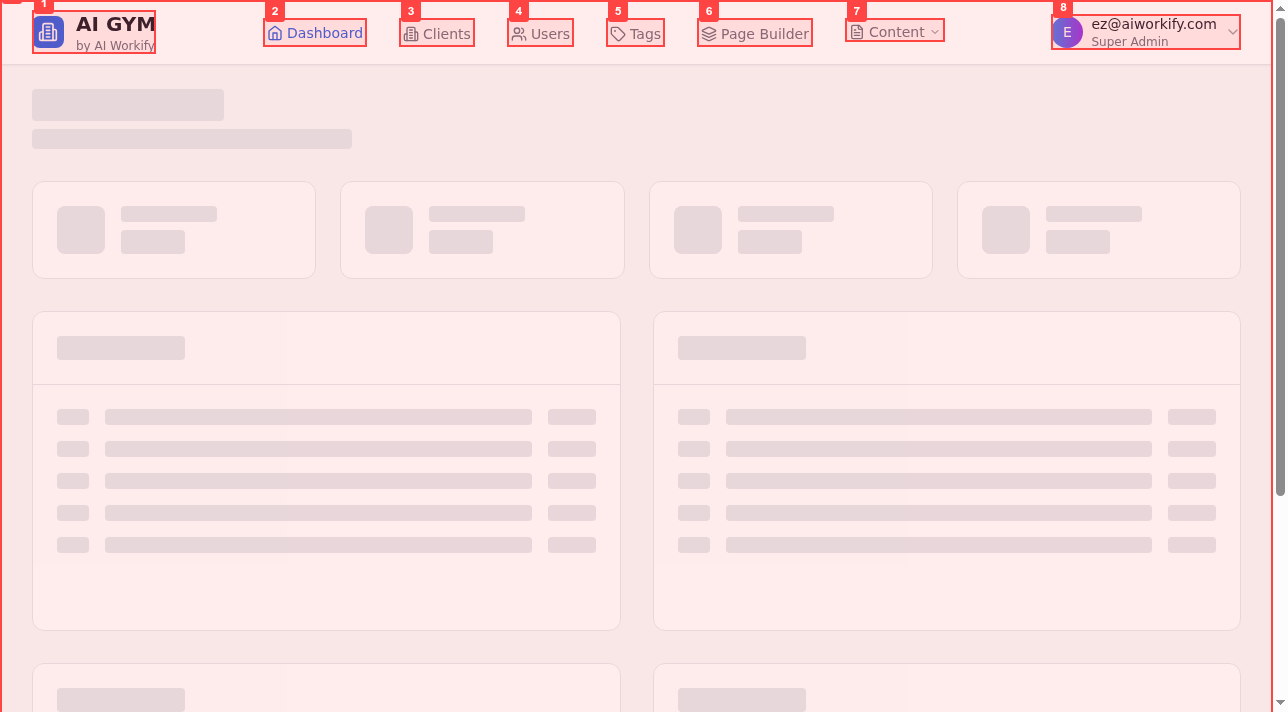 1
AI GYM
by AI Workify
2
Dashboard
3
Clients
4
Users
5
Tags
6
Page Builder
7
Content
8
E
ez@aiworkify.com
Super Admin